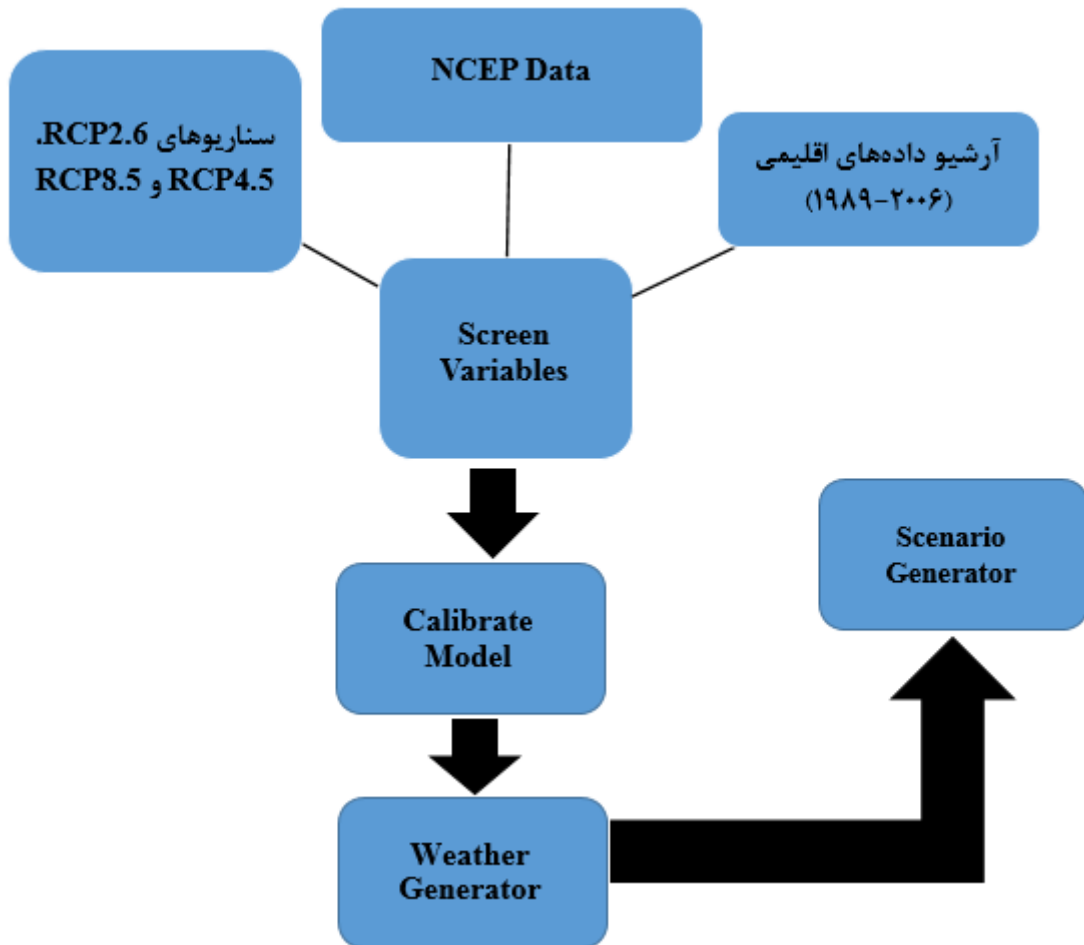 NCEP Data
سناریوهای RCP2.6،
RCP4.5 و RCP8.5
آرشیو داده‌های اقلیمی
(۱۹۸۹-۲۰۰۶)
Screen
Variables
Calibrate
Model
Scenario
Generator
Weather
Generator